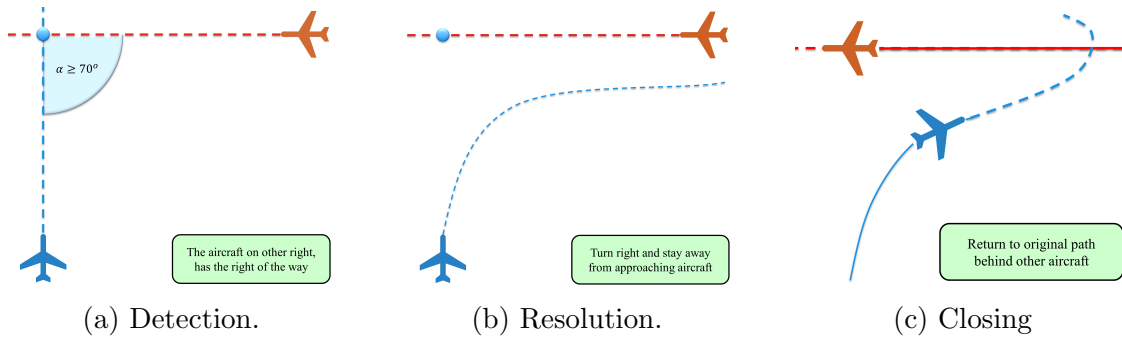 α ≥ 70°
The aircraft on other right,
has the right of the way
(a) Detection.
Turn right and stay away
from approaching aircraft
(b) Resolution.
Return to original path
behind other aircraft
(c) Closing